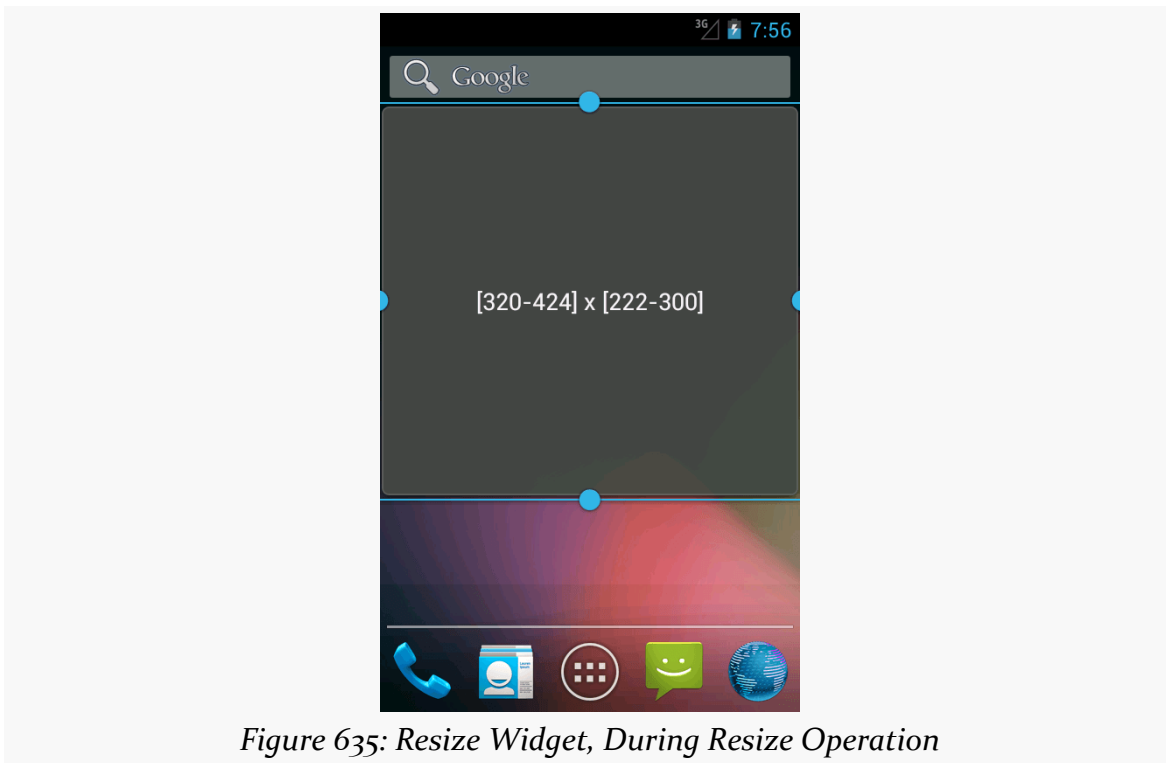 3G 7:56
Google
[320-424] x [222-300]
Figure 635: Resize Widget, During Resize Operation